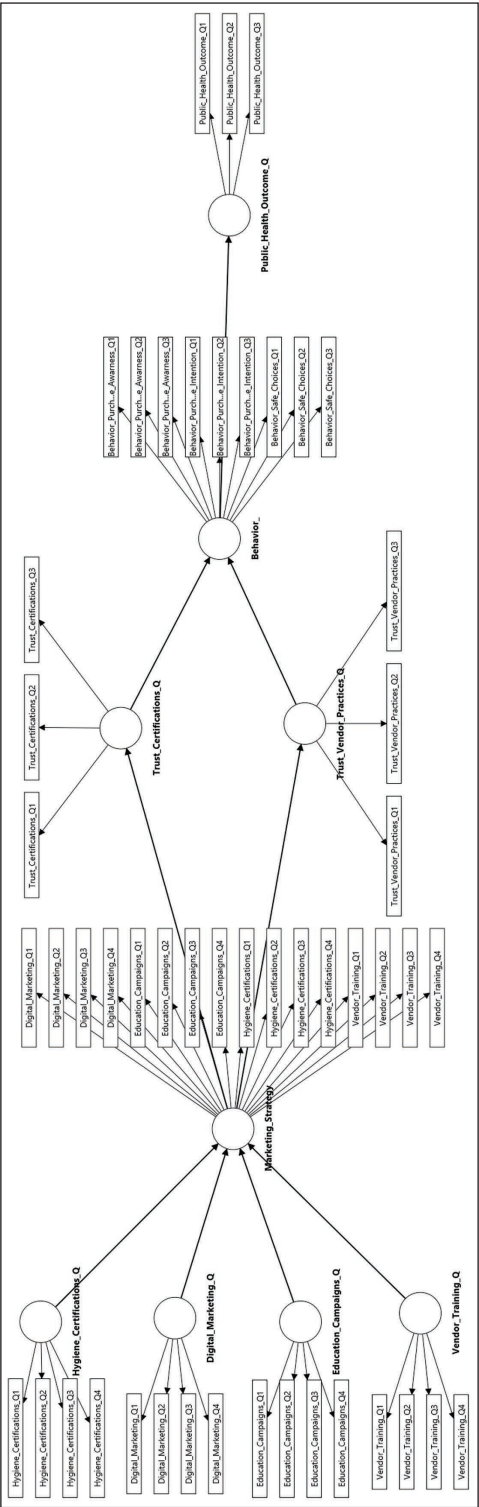 Hygiene_Certifications_Q1
Hygiene_Certifications_Q2
Hygiene_Certifications_Q3
Hygiene_Certifications_Q4
Hygiene_Certifications_Q
Digital_Marketing_Q1
Digital_Marketing_Q2
Digital_Marketing_Q3
Digital_Marketing_Q4
Digital_Marketing_Q
Education_Campaigns_Q1
Education_Campaigns_Q2
Education_Campaigns_Q3
Education_Campaigns_Q4
Education_Campaigns_Q
Vendor_Training_Q1
Vendor_Training_Q2
Vendor_Training_Q3
Vendor_Training_Q4
Vendor_Training_Q
Marketing_Strategy
Digital_Marketing_Q1
Digital_Marketing_Q2
Digital_Marketing_Q3
Digital_Marketing_Q4
Education_Campaigns_Q1
Education_Campaigns_Q2
Education_Campaigns_Q3
Education_Campaigns_Q4
Hygiene_Certifications_Q1
Hygiene_Certifications_Q2
Hygiene_Certifications_Q3
Hygiene_Certifications_Q4
Vendor_Training_Q1
Vendor_Training_Q2
Vendor_Training_Q3
Vendor_Training_Q4
Trust_Certifications_Q1
Trust_Certifications_Q2
Trust_Certifications_Q3
Trust_Certifications_Q
Trust_Vendor_Practices_Q
Trust_Vendor_Practices_Q1
Trust_Vendor_Practices_Q2
Trust_Vendor_Practices_Q3
Behavior_
Behavior_Purch...e_Awarness_Q1
Behavior_Purch...e_Awarness_Q2
Behavior_Purch...e_Awarness_Q3
Behavior_Purch...e_Intention_Q1
Behavior_Purch...e_Intention_Q2
Behavior_Purch...e_Intention_Q3
Behavior_Safe_Choices_Q1
Behavior_Safe_Choices_Q2
Behavior_Safe_Choices_Q3
Public_Health_Outcome_Q
Public_Health_Outcome_Q1
Public_Health_Outcome_Q2
Public_Health_Outcome_Q3